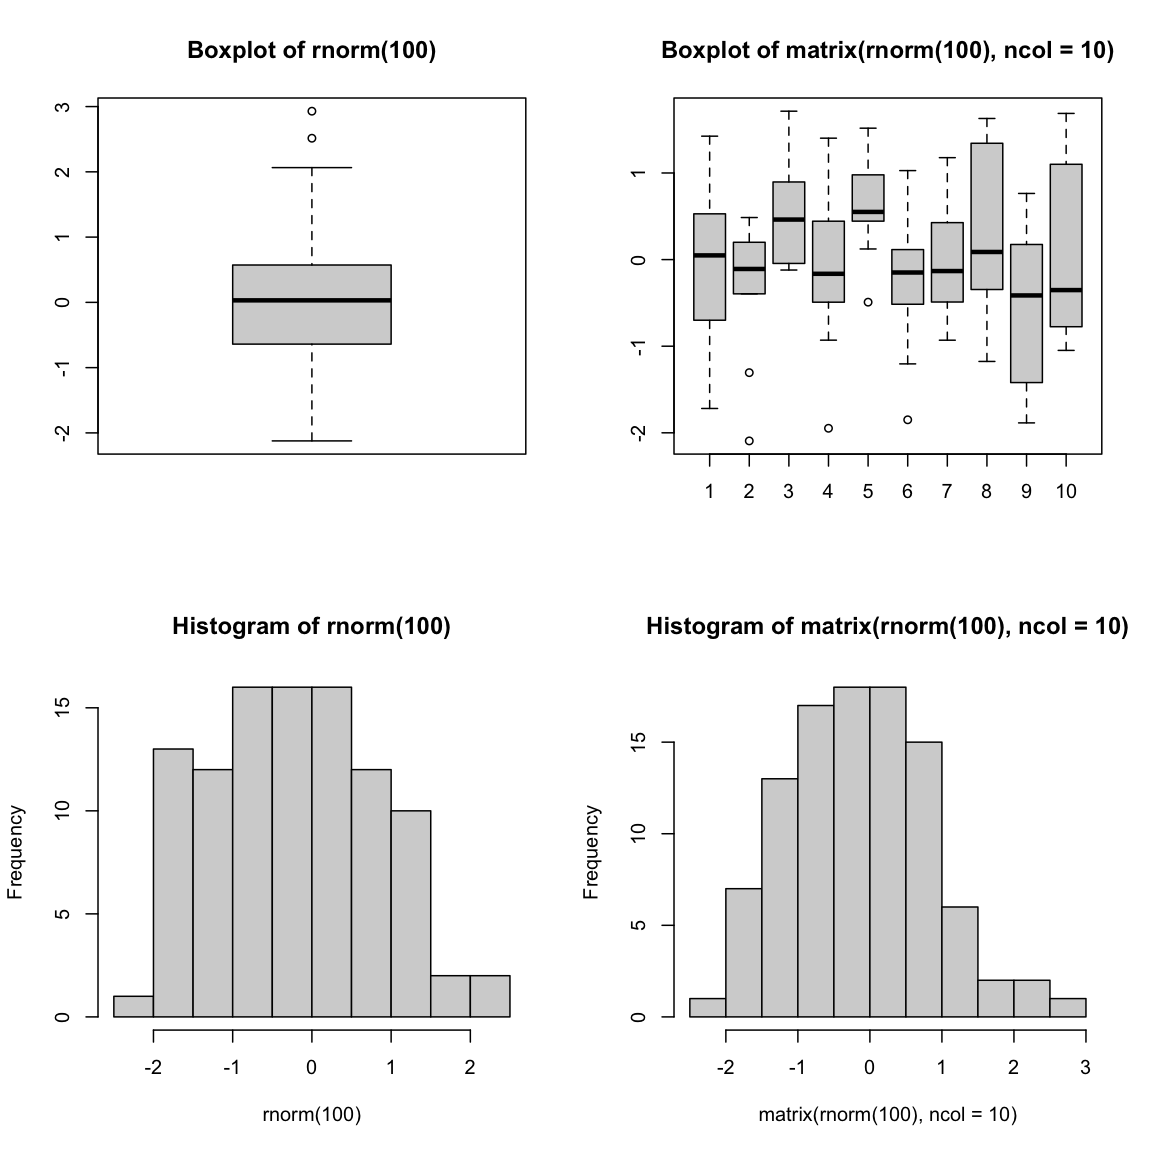 Boxplot of rnorm(100)
3
2
1
0
-1
-2
Boxplot of matrix(rnorm(100), ncol = 10)
1
0
-1
-2
1 2 3 4 5 6 7 8 9 10
Histogram of rnorm(100)
Frequency
15
10
5
0
-2 -1 0 1 2
rnorm(100)
Histogram of matrix(rnorm(100), ncol = 10)
Frequency
15
10
5
0
-2 -1 0 1 2 3
matrix(rnorm(100), ncol = 10)